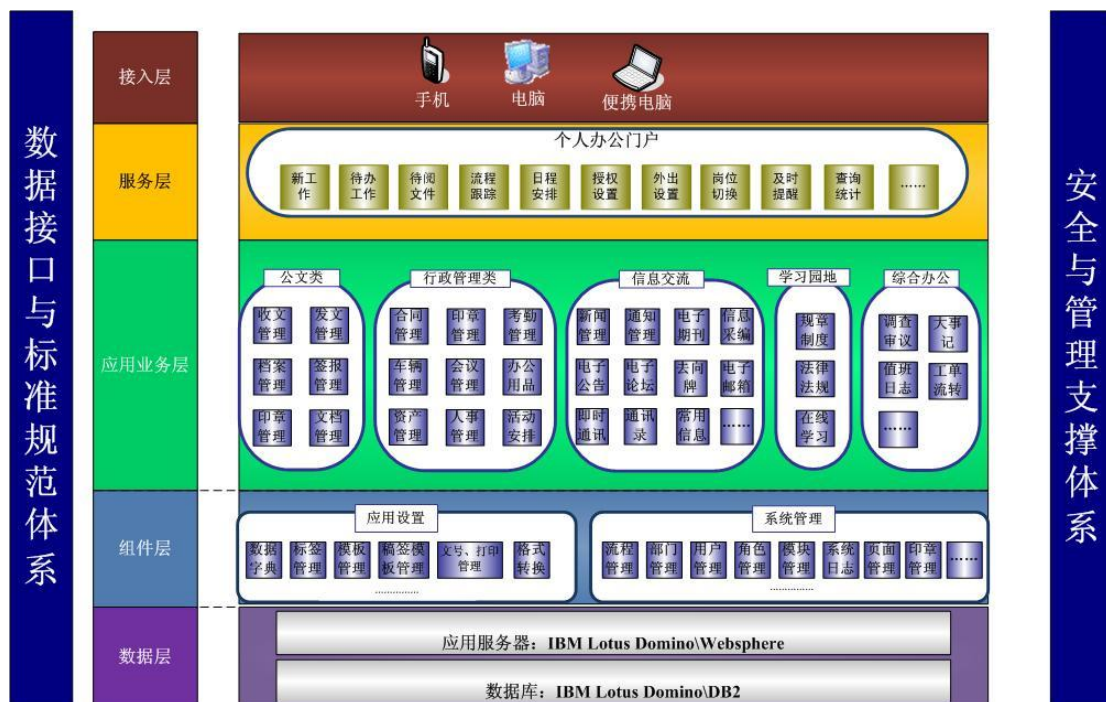 数据接口与标准规范体系
接入层
手机
电脑
便携电脑
服务层
个人办公门户
新工
作
待办
工作
待阅
文件
流程
跟踪
日程
安排
授权
设置
外出
设置
岗位
切换
及时
提醒
查询
统计
……
应用业务层
公文类
收文
管理
发文
管理
档案
管理
签报
管理
印章
管理
文档
管理
行政管理类
合同
管理
印章
管理
考勤
管理
车辆
管理
会议
管理
办公
用品
资产
管理
人事
管理
活动
安排
信息交流
新闻
管理
通知
管理
电子
期刊
信息
采编
电子
公告
电子
论坛
去向
牌
电子
邮箱
即时
通讯
通讯
录
常用
信息
……
学习园地
规章
制度
法律
法规
在线
学习
综合办公
调查
审议
大事
记
值班
日志
工单
流转
……
组件层
应用设置
数据
字典
标签
管理
模板
管理
稿签模
板管理
文号、打印
管理
格式
转换
……………
系统管理
流程
管理
部门
管理
用户
管理
角色
管理
模块
管理
系统
日志
页面
管理
印章
管理
……
……………
数据层
应用服务器：IBM Lotus Domino\Websphere
数据库：IBM Lotus Domino\DB2
安全与管理支撑体系